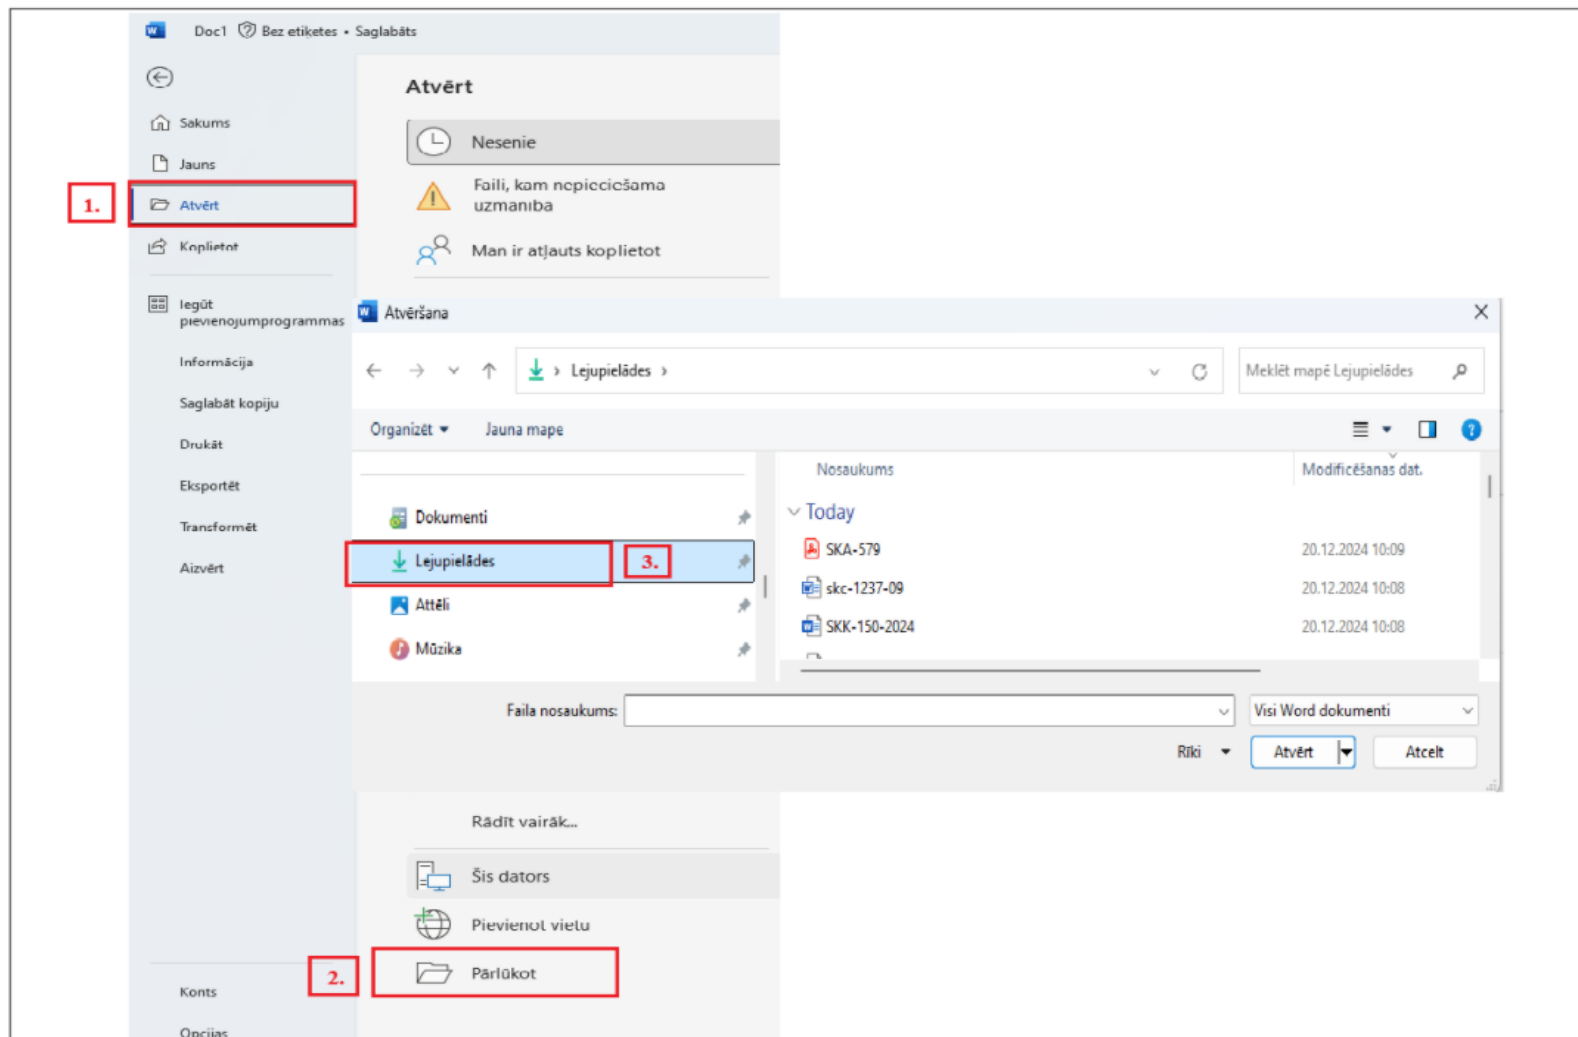 Doc1 Bez etiķetes • Saglabāts
Atvērt
Sākums
Nesenie
Jauns
Faili, kam nepieciešama
uzmanība
1.
Atvērt
Koplietot
Man ir atļauts koplietot
Iegūt
pievienojumprogrammas
Atvēršana
Informācija
Lejupielādes
Meklēt mapē Lejupielādes
Saglabāt kopiju
Organizēt
Jauna mape
Drukāt
Nosaukums
Modificēšanas dat.
Eksportēt
Dokumenti
Today
Transformēt
SKA-579
20.12.2024 10:09
Lejupielādes
3.
Aizvērt
skc-1237-09
20.12.2024 10:08
Attēli
SKK-150-2024
20.12.2024 10:08
Mūzika
Faila nosaukums:
Visi Word dokumenti
Rīki
Atvērt
Atcelt
Rādīt vairāk...
Šis dators
Pievienot vietu
2.
Pārlūkot
Konts
Opcijas